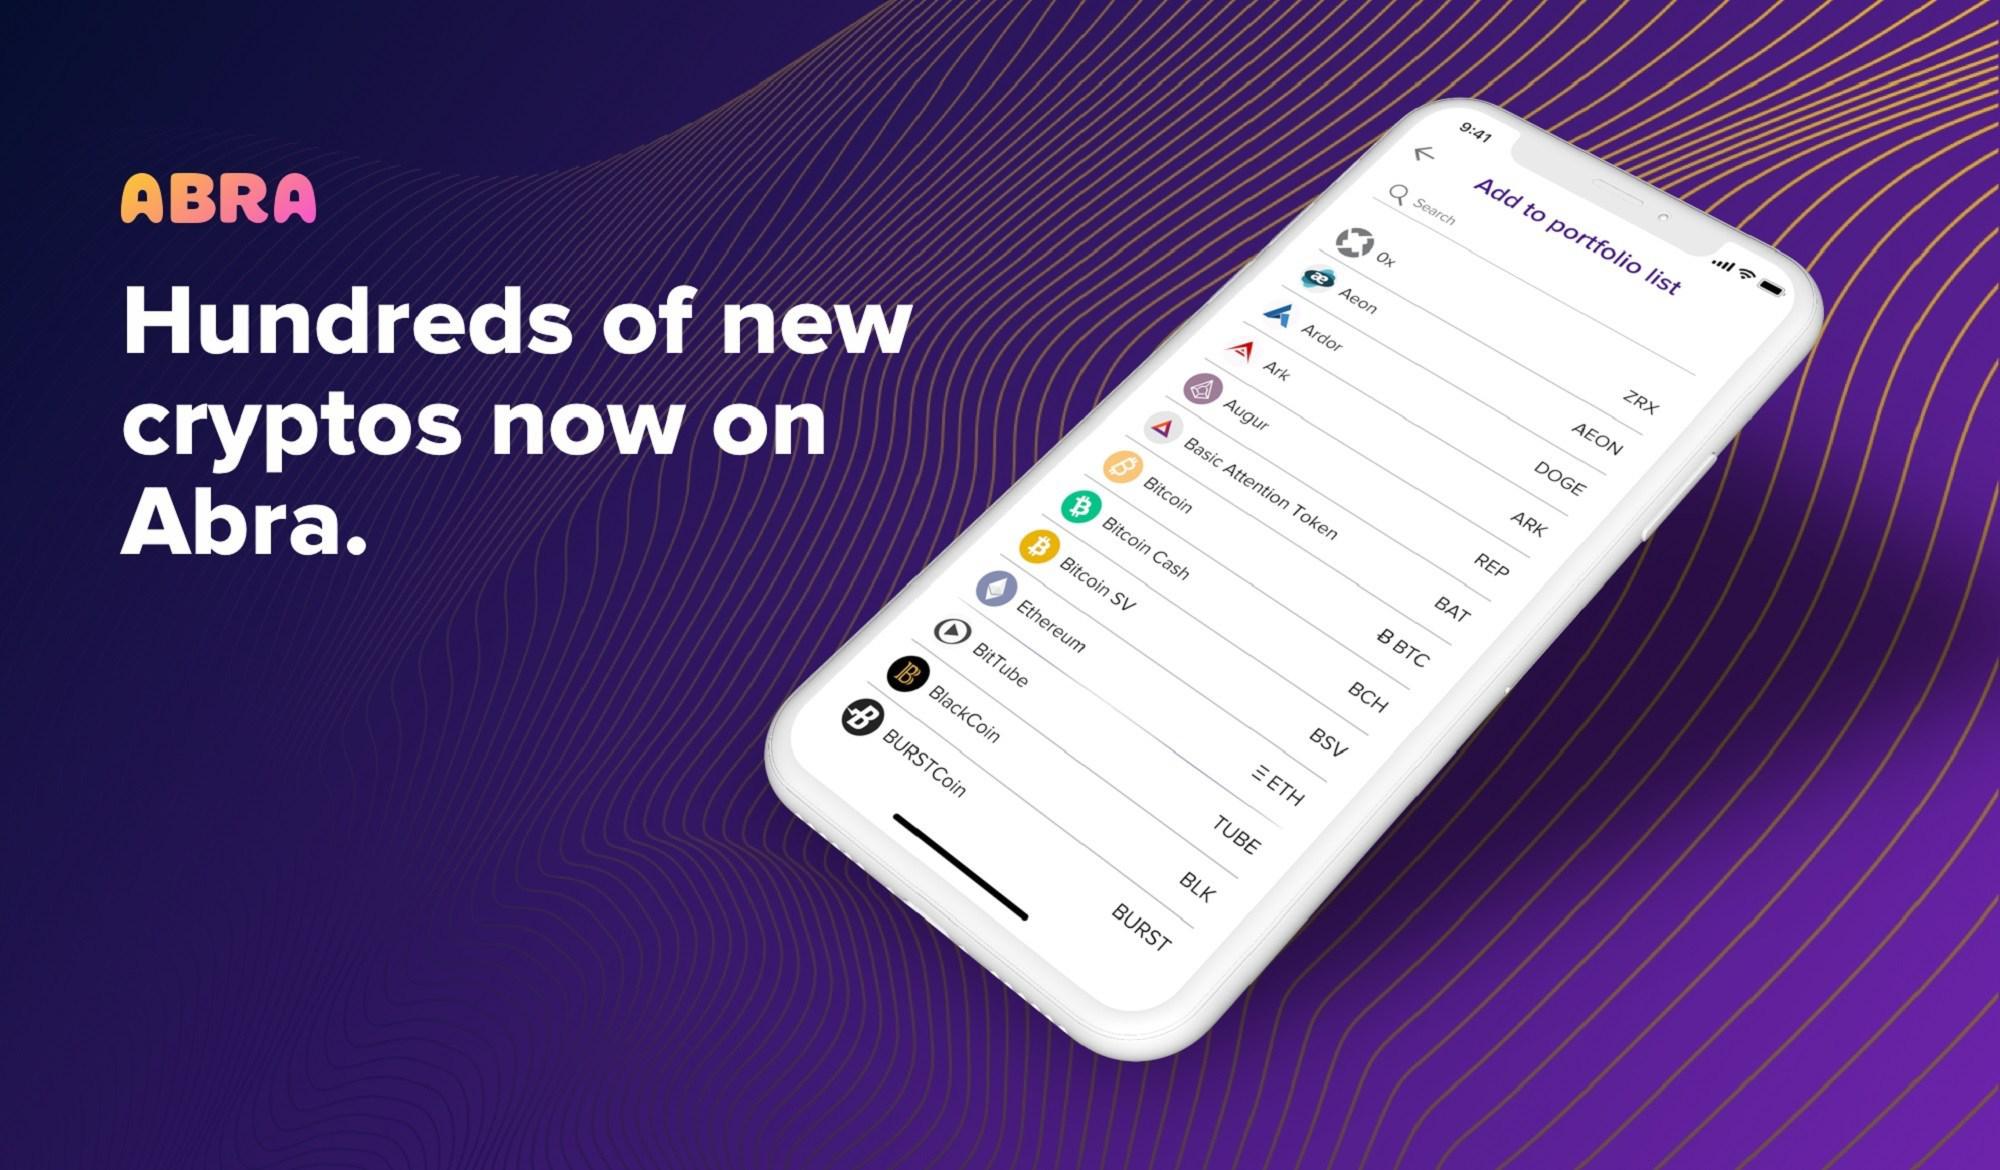 ABRA
Hundreds of new
cryptos now on
Abra.
9:41
Add to portfolio list
Search
0x ZRX
Aeon AEON
Ardor DOGE
Ark ARK
Augur REP
Basic Attention Token BAT
Bitcoin Ƀ BTC
Bitcoin Cash BCH
Bitcoin SV BSV
Ethereum Ξ ETH
BitTube TUBE
BlackCoin BLK
BURSTCoin BURST